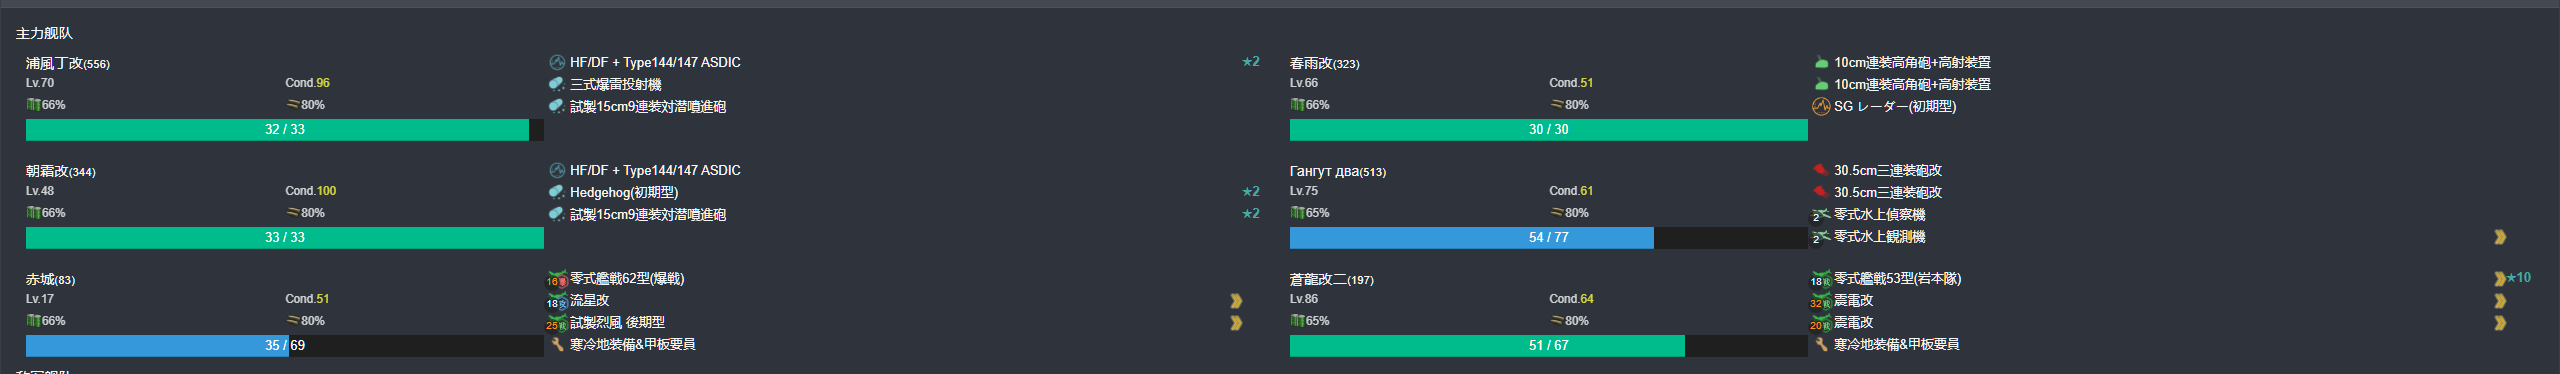 主力舰队
浦風丁改(556)
Lv.70 Cond.96
66% 80%
32 / 33
HF/DF + Type144/147 ASDIC ★2
三式爆雷投射機
試製15cm9連装対潜噴進砲
春雨改(323)
Lv.66 Cond.51
66% 80%
30 / 30
10cm連装高角砲+高射装置
10cm連装高角砲+高射装置
SG レーダー(初期型)
朝霜改(344)
Lv.48 Cond.100
66% 80%
33 / 33
HF/DF + Type144/147 ASDIC
Hedgehog(初期型) ★2
試製15cm9連装対潜噴進砲 ★2
Гангут два(513)
Lv.75 Cond.61
65% 80%
54 / 77
30.5cm三連装砲改
30.5cm三連装砲改
2 零式水上偵察機
2 零式水上観測機
赤城(83)
Lv.17 Cond.51
66% 80%
35 / 69
16 零式艦戦62型(爆戦)
18 流星改
25 試製烈風 後期型
寒冷地装備&甲板要員
蒼龍改二(197)
Lv.86 Cond.64
65% 80%
51 / 67
18 零式艦戦53型(岩本隊) ★10
32 震電改
20 震電改
寒冷地装備&甲板要員